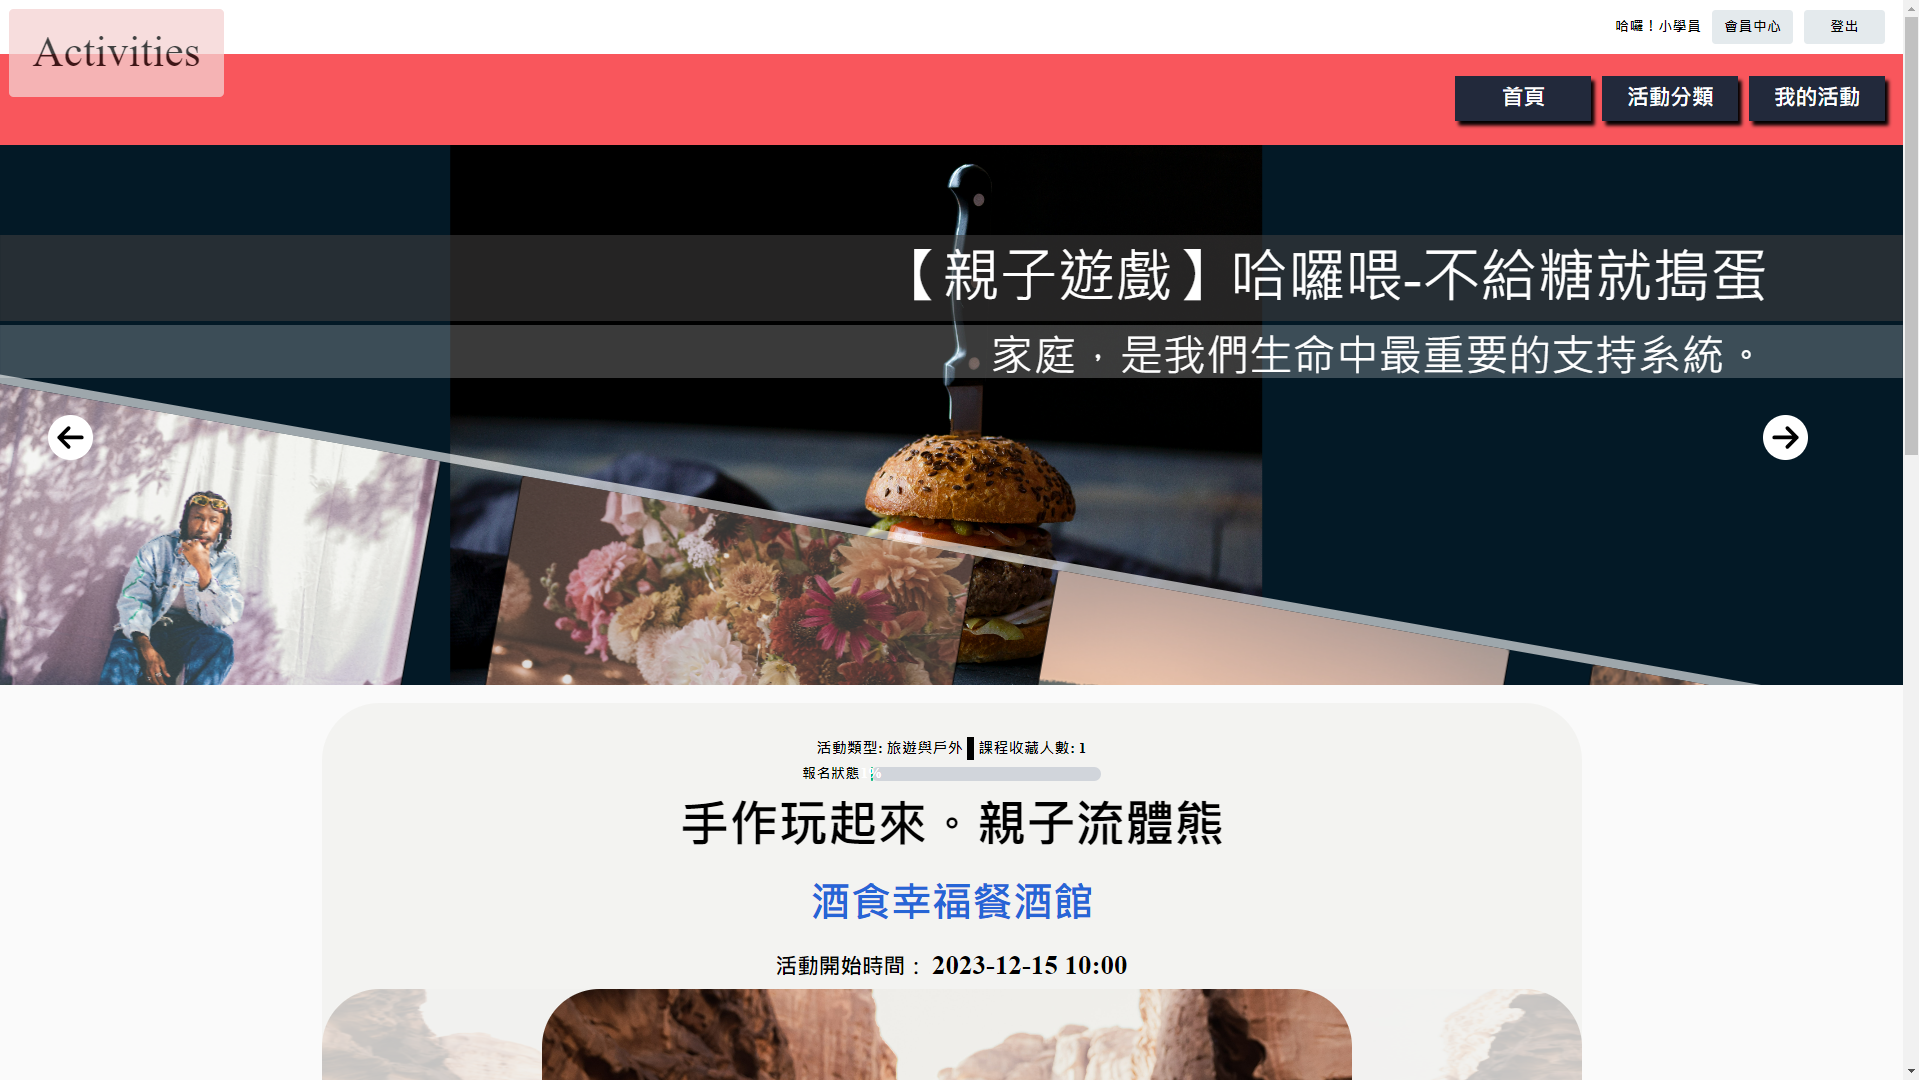 Activities
哈囉！小學員
會員中心
登出
首頁
活動分類
我的活動
【親子遊戲】哈囉喂-不給糖就搗蛋
家庭，是我們生命中最重要的支持系統。
活動類型: 旅遊與戶外 ▌課程收藏人數: 1
報名狀態
手作玩起來。親子流體熊
酒食幸福餐酒館
活動開始時間： 2023-12-15 10:00